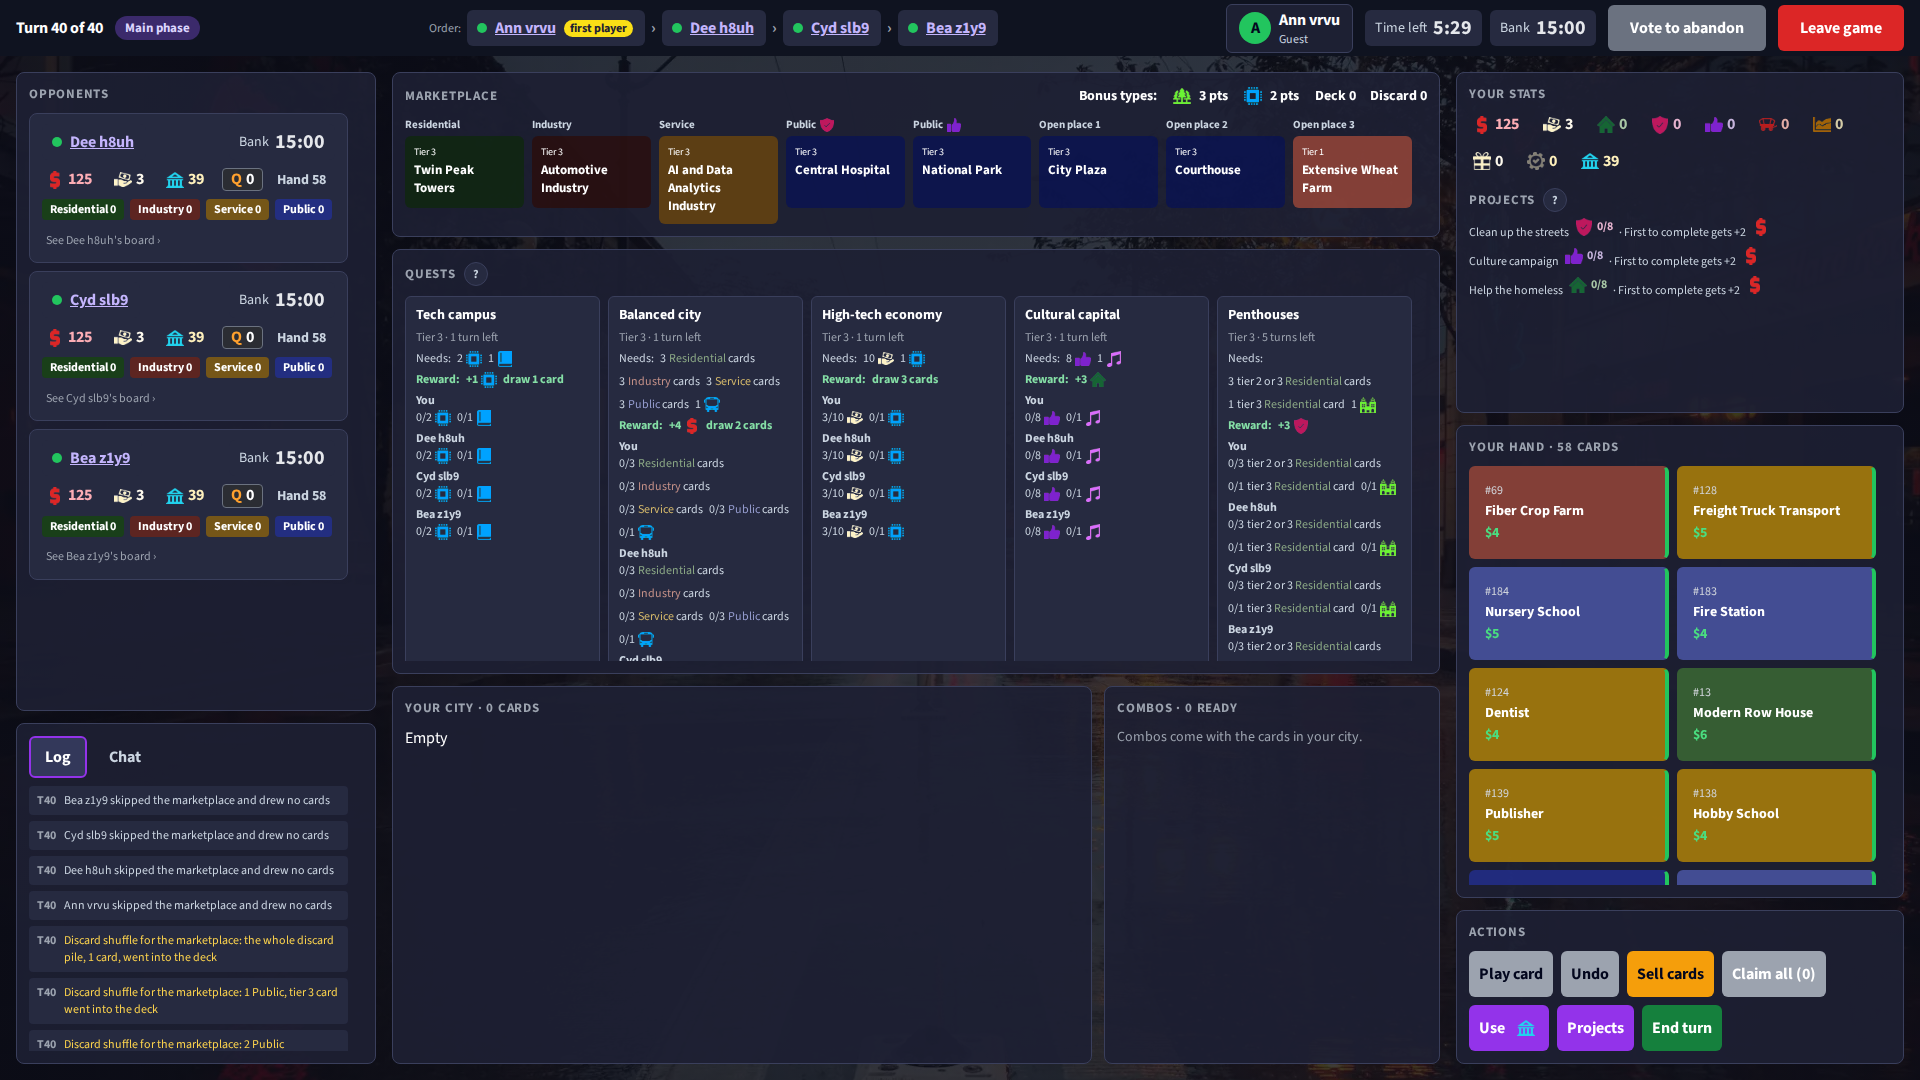 Turn 40 of 40
Main phase
Order:
Ann vrvu
first player
›
Dee h8uh
›
Cyd slb9
›
Bea z1y9
A
Ann vrvu
Guest
Time left 5:29
Bank 15:00
Vote to abandon
Leave game
OPPONENTS
Dee h8uh
Bank 15:00
125 3 39 Q 0 Hand 58
Residential 0 Industry 0 Service 0 Public 0
See Dee h8uh's board ›
Cyd slb9
Bank 15:00
125 3 39 Q 0 Hand 58
Residential 0 Industry 0 Service 0 Public 0
See Cyd slb9's board ›
Bea z1y9
Bank 15:00
125 3 39 Q 0 Hand 58
Residential 0 Industry 0 Service 0 Public 0
See Bea z1y9's board ›
Log
Chat
T40 Bea z1y9 skipped the marketplace and drew no cards
T40 Cyd slb9 skipped the marketplace and drew no cards
T40 Dee h8uh skipped the marketplace and drew no cards
T40 Ann vrvu skipped the marketplace and drew no cards
T40 Discard shuffle for the marketplace: the whole discard
pile, 1 card, went into the deck
T40 Discard shuffle for the marketplace: 1 Public, tier 3 card
went into the deck
T40 Discard shuffle for the marketplace: 2 Public
MARKETPLACE
Bonus types: 3 pts 2 pts Deck 0 Discard 0
Residential
Tier 3
Twin Peak
Towers
Industry
Tier 3
Automotive
Industry
Service
Tier 3
AI and Data
Analytics
Industry
Public
Tier 3
Central Hospital
Public
Tier 3
National Park
Open place 1
Tier 3
City Plaza
Open place 2
Tier 3
Courthouse
Open place 3
Tier 1
Extensive Wheat
Farm
QUESTS ?
Tech campus
Tier 3 · 1 turn left
Needs: 2 1
Reward: +1 draw 1 card
You
0/2 0/1
Dee h8uh
0/2 0/1
Cyd slb9
0/2 0/1
Bea z1y9
0/2 0/1
Balanced city
Tier 3 · 1 turn left
Needs: 3 Residential cards
3 Industry cards 3 Service cards
3 Public cards 1
Reward: +4 draw 2 cards
You
0/3 Residential cards
0/3 Industry cards
0/3 Service cards 0/3 Public cards
0/1
Dee h8uh
0/3 Residential cards
0/3 Industry cards
0/3 Service cards 0/3 Public cards
0/1
Cyd slb9
High-tech economy
Tier 3 · 1 turn left
Needs: 10 1
Reward: draw 3 cards
You
3/10 0/1
Dee h8uh
3/10 0/1
Cyd slb9
3/10 0/1
Bea z1y9
3/10 0/1
Cultural capital
Tier 3 · 1 turn left
Needs: 8 1
Reward: +3
You
0/8 0/1
Dee h8uh
0/8 0/1
Cyd slb9
0/8 0/1
Bea z1y9
0/8 0/1
Penthouses
Tier 3 · 5 turns left
Needs:
3 tier 2 or 3 Residential cards
1 tier 3 Residential card 1
Reward: +3
You
0/3 tier 2 or 3 Residential cards
0/1 tier 3 Residential card 0/1
Dee h8uh
0/3 tier 2 or 3 Residential cards
0/1 tier 3 Residential card 0/1
Cyd slb9
0/3 tier 2 or 3 Residential cards
0/1 tier 3 Residential card 0/1
Bea z1y9
0/3 tier 2 or 3 Residential cards
YOUR CITY · 0 CARDS
Empty
COMBOS · 0 READY
Combos come with the cards in your city.
YOUR STATS
125 3 0 0 0 0 0
0 0 39
PROJECTS ?
Clean up the streets 0/8 · First to complete gets +2
Culture campaign 0/8 · First to complete gets +2
Help the homeless 0/8 · First to complete gets +2
YOUR HAND · 58 CARDS
#69
Fiber Crop Farm
$4
#128
Freight Truck Transport
$5
#184
Nursery School
$5
#183
Fire Station
$4
#124
Dentist
$4
#13
Modern Row House
$6
#139
Publisher
$5
#138
Hobby School
$4
ACTIONS
Play card
Undo
Sell cards
Claim all (0)
Use
Projects
End turn